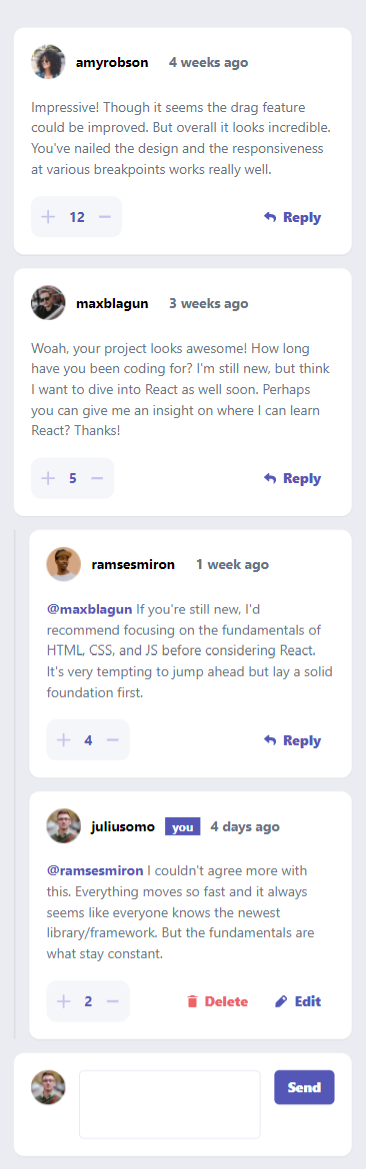 amyrobson 4 weeks ago
Impressive! Though it seems the drag feature
could be improved. But overall it looks incredible.
You've nailed the design and the responsiveness
at various breakpoints works really well.
+ 12 −
Reply
maxblagun 3 weeks ago
Woah, your project looks awesome! How long
have you been coding for? I'm still new, but think
I want to dive into React as well soon. Perhaps
you can give me an insight on where I can learn
React? Thanks!
+ 5 −
Reply
ramsesmiron 1 week ago
@maxblagun If you're still new, I'd
recommend focusing on the fundamentals of
HTML, CSS, and JS before considering React.
It's very tempting to jump ahead but lay a solid
foundation first.
+ 4 −
Reply
juliusomo you 4 days ago
@ramsesmiron I couldn't agree more with
this. Everything moves so fast and it always
seems like everyone knows the newest
library/framework. But the fundamentals are
what stay constant.
+ 2 −
Delete Edit
Send